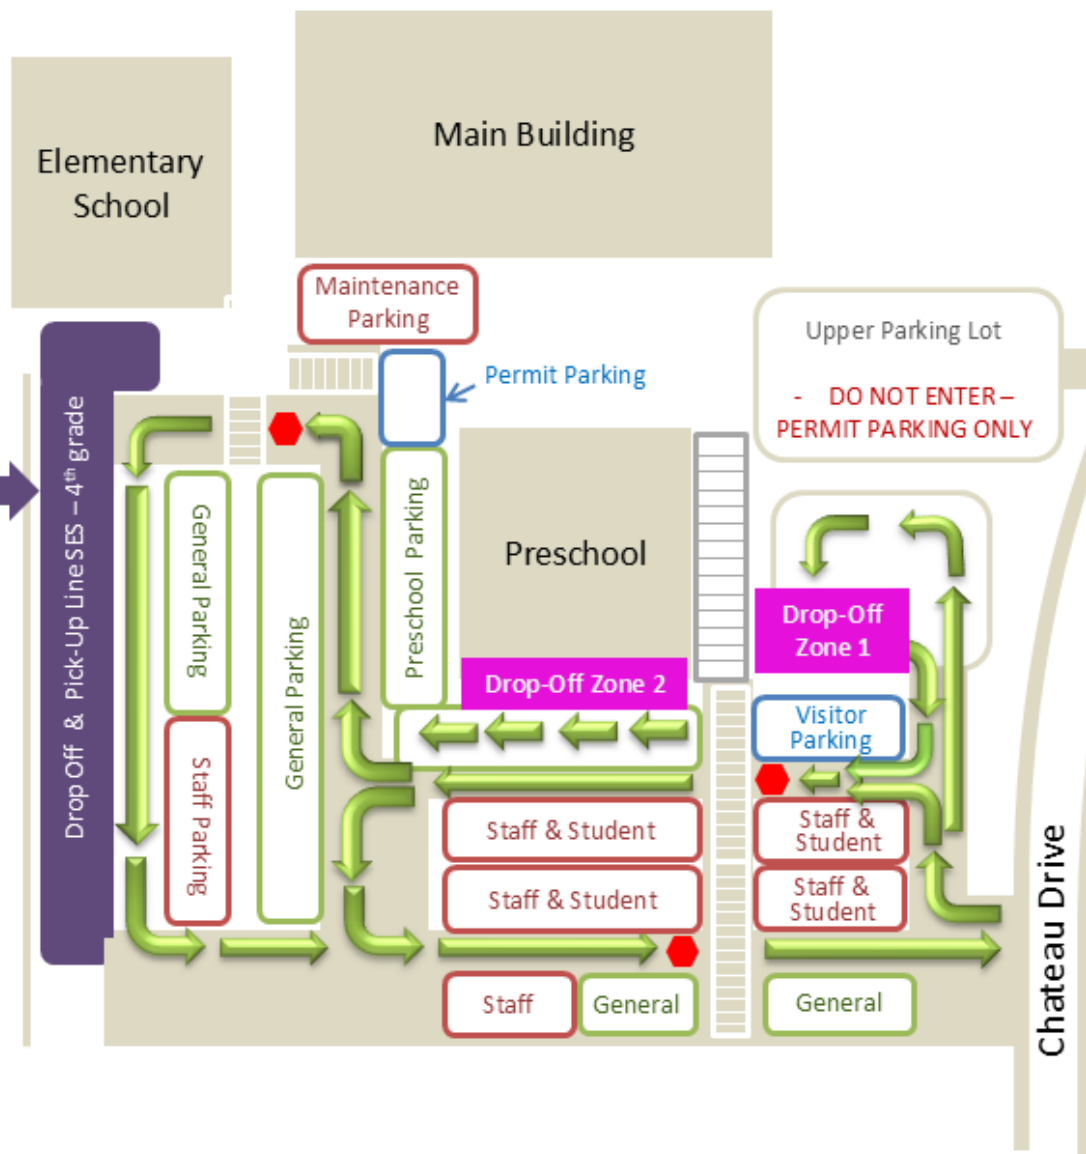 Main Building
Elementary
School
Maintenance
Parking
Upper Parking Lot
- DO NOT ENTER –
PERMIT PARKING ONLY
Permit Parking
Drop Off & Pick-Up Line SES – 4th grade
General Parking
General Parking
Preschool Parking
Preschool
Drop-Off
Zone 1
Drop-Off Zone 2
Visitor
Parking
Staff Parking
Staff & Student
Staff &
Student
Staff & Student
Staff &
Student
Staff
General
General
Chateau Drive